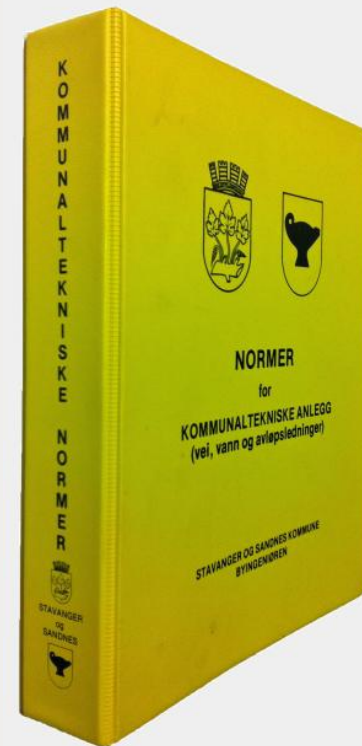 KOMMUNALTEKNISKE NORMER
STAVANGER
og
SANDNES
NORMER
for
KOMMUNALTEKNISKE ANLEGG
(vei, vann og avløpsledninger)
STAVANGER OG SANDNES KOMMUNE
BYINGENIØREN